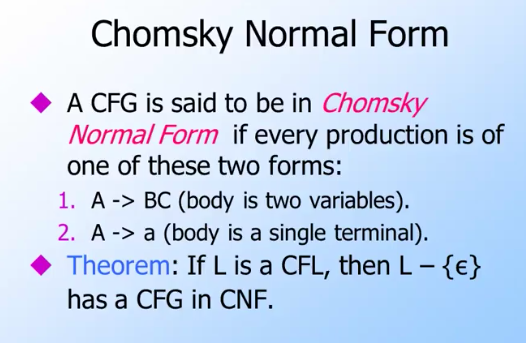 Chomsky Normal Form
A CFG is said to be in Chomsky
Normal Form if every production is of
one of these two forms:
1. A -> BC (body is two variables).
2. A -> a (body is a single terminal).
Theorem: If L is a CFL, then L – {ϵ}
has a CFG in CNF.